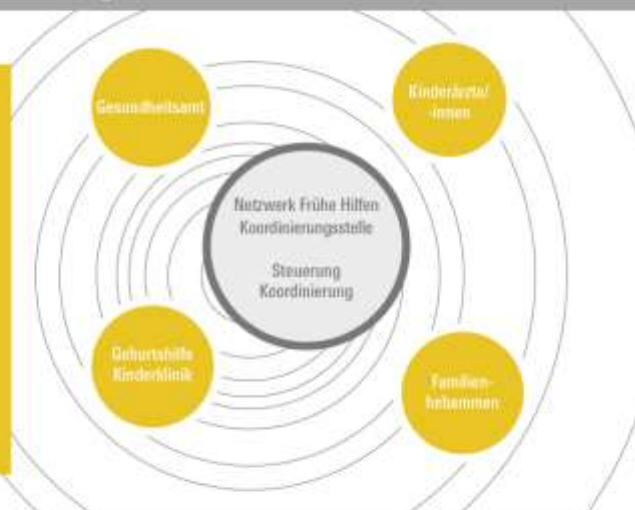 Gesundheitsamt
Kinderärzte/
-innen
Netzwerk Frühe Hilfen
Koordinierungsstelle
Steuerung
Koordinierung
Geburtshilfe
Kinderklinik
Familien-
hebammen